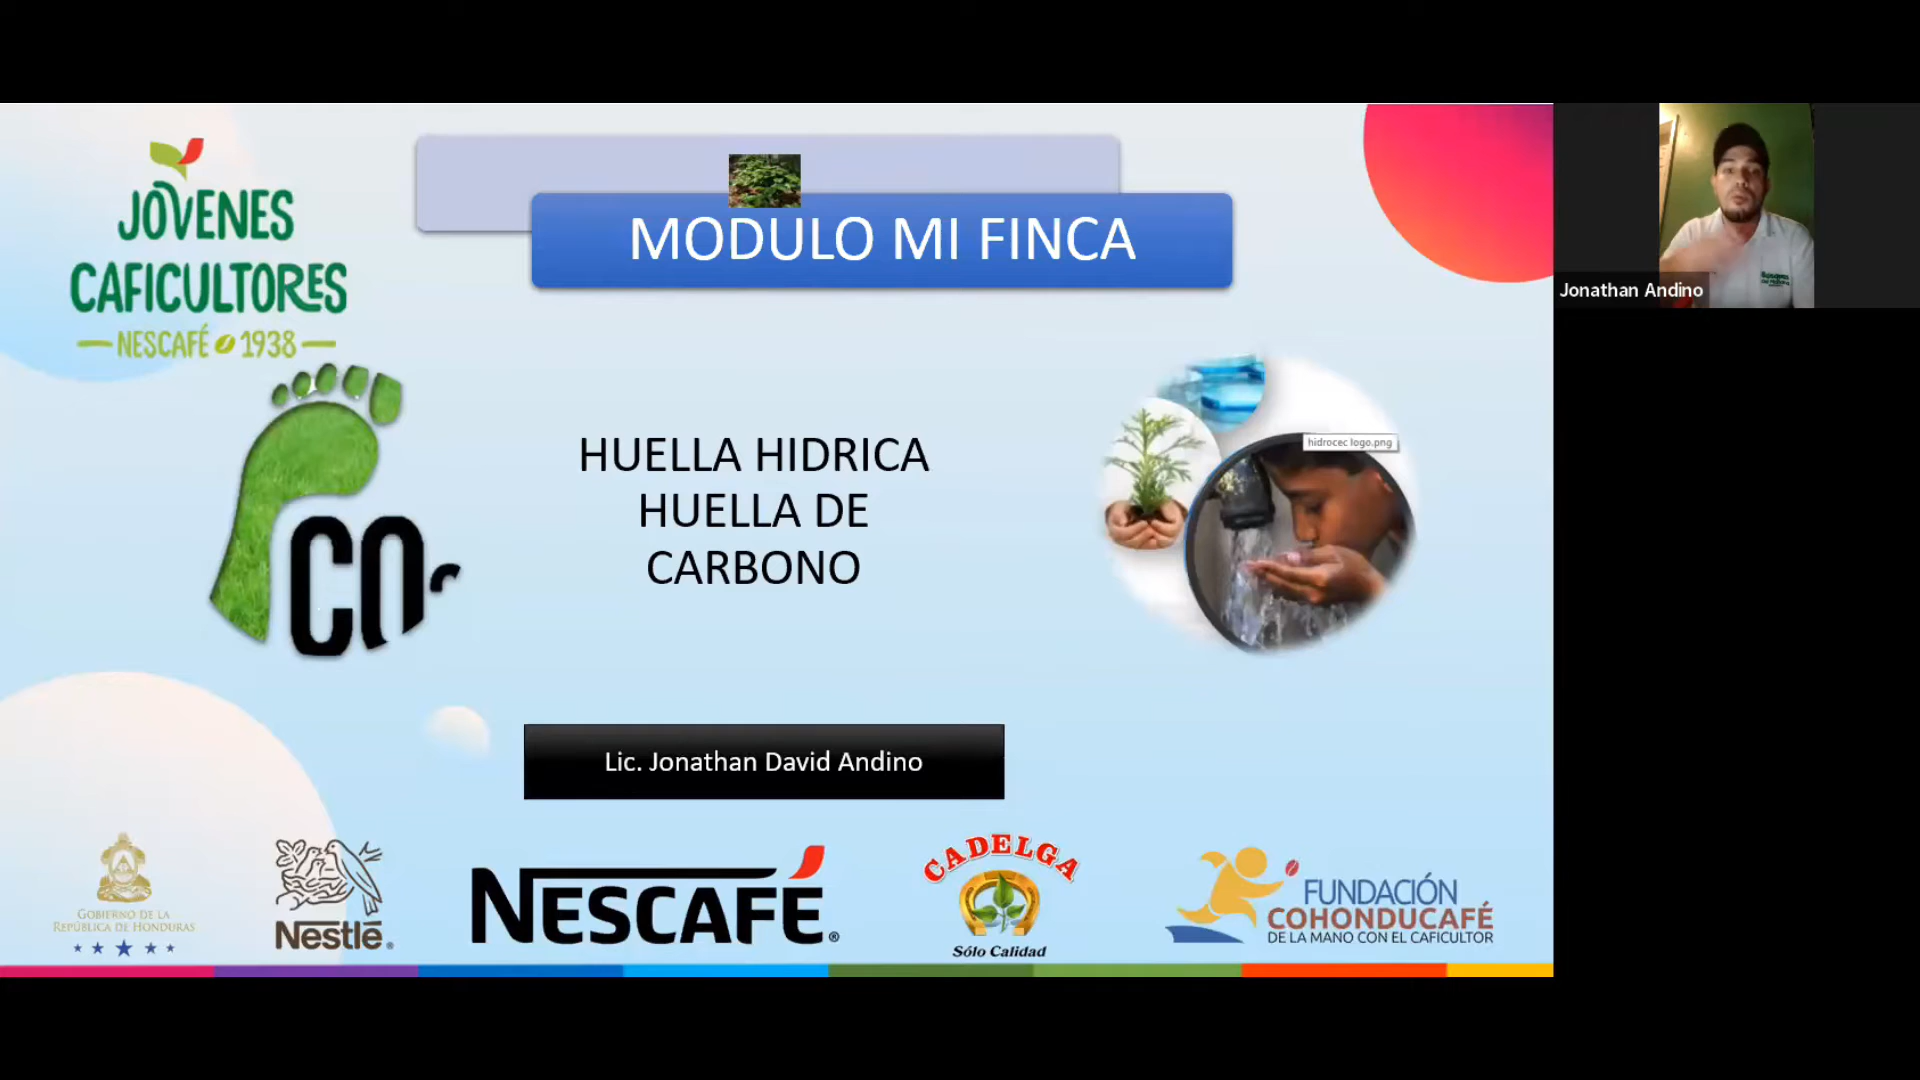 JÓVENES
CAFICULTORES
NESCAFÉ 1938
MODULO MI FINCA
HUELLA HIDRICA
HUELLA DE
CARBONO
CO
hidrocec logo.png
Lic. Jonathan David Andino
GOBIERNO DE LA
REPÚBLICA DE HONDURAS
Nestlé®
NESCAFÉ®
CADELGA
Sólo Calidad
FUNDACIÓN
COHONDUCAFÉ
DE LA MANO CON EL CAFICULTOR
Jonathan Andino